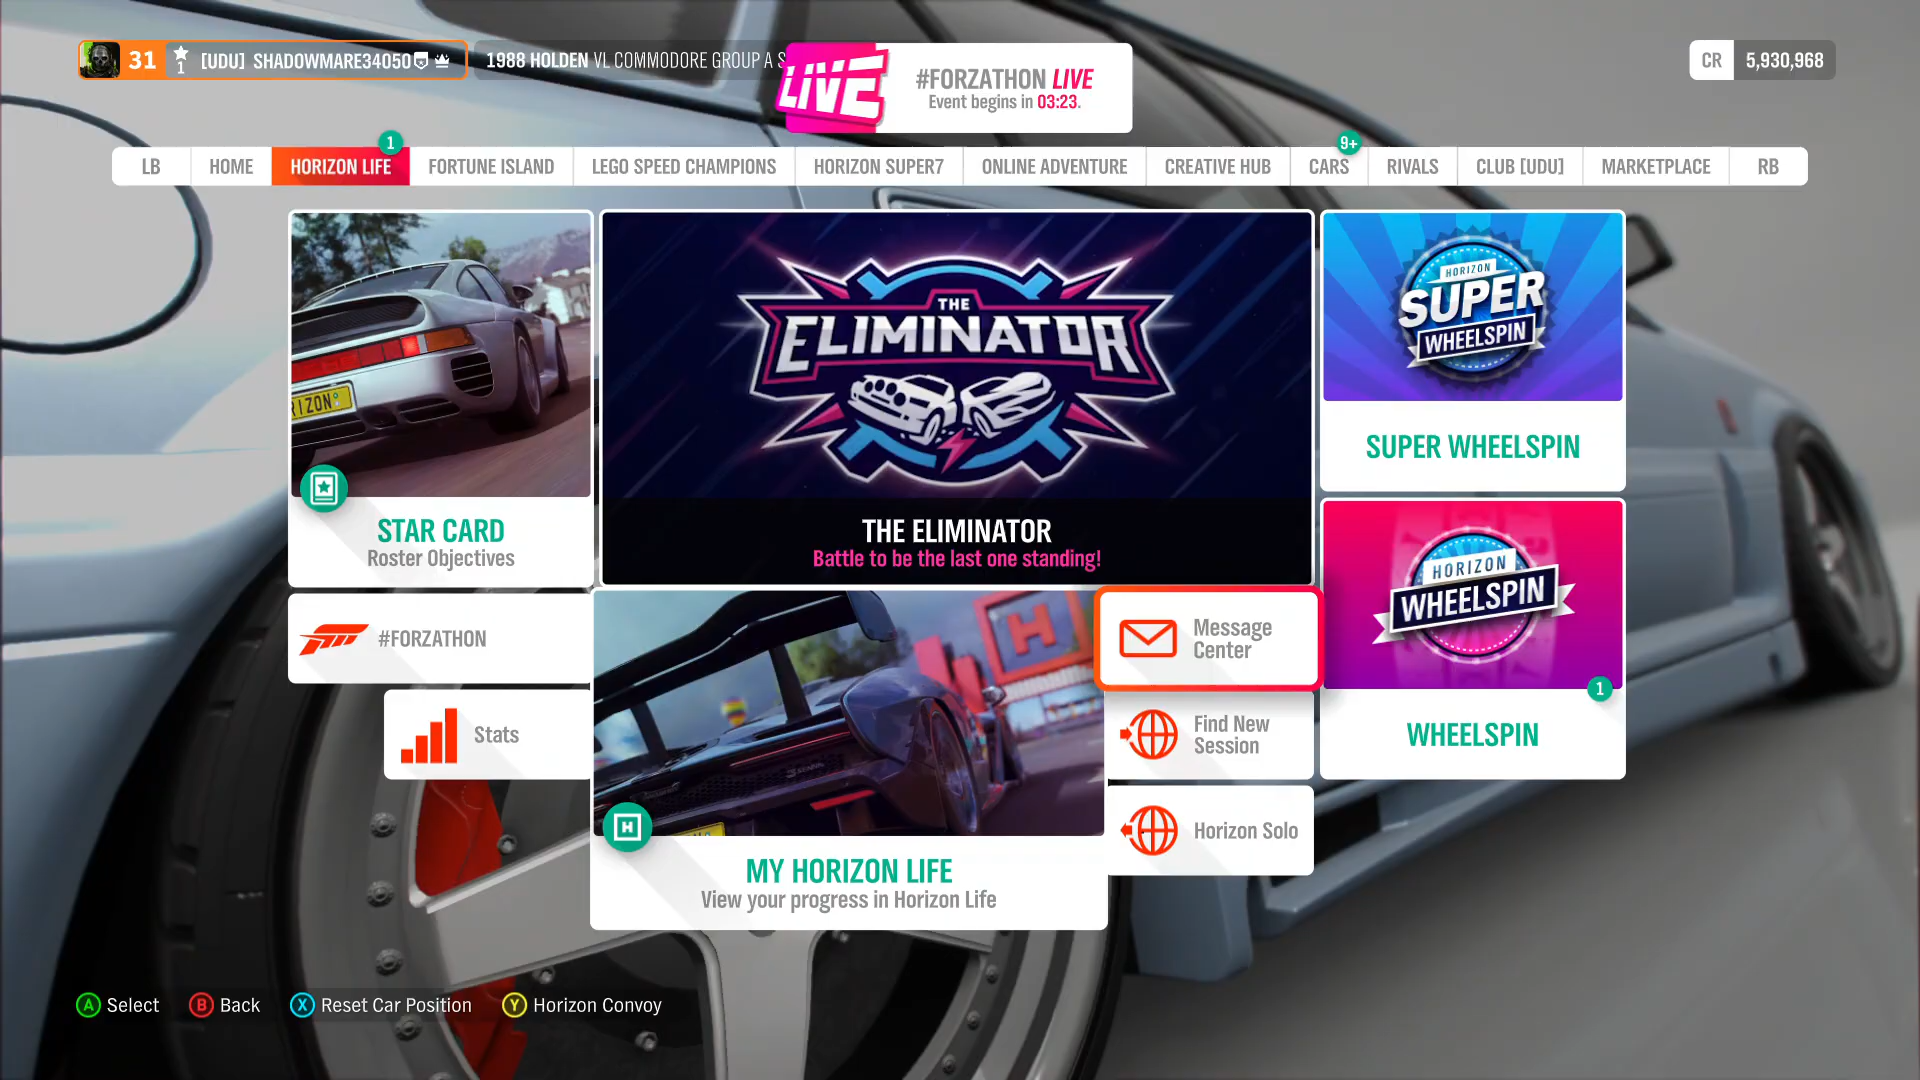 31
1
[UDU] SHADOWMARE34050
1988 HOLDEN VL COMMODORE GROUP A S
LIVE
#FORZATHON LIVE
Event begins in 03:23.
CR
5,930,968
LB
HOME
1
HORIZON LIFE
FORTUNE ISLAND
LEGO SPEED CHAMPIONS
HORIZON SUPER7
ONLINE ADVENTURE
CREATIVE HUB
9+
CARS
RIVALS
CLUB [UDU]
MARKETPLACE
RB
RIZON
STAR CARD
Roster Objectives
THE
ELIMINATOR
THE ELIMINATOR
Battle to be the last one standing!
HORIZON
SUPER
WHEELSPIN
SUPER WHEELSPIN
#FORZATHON
Stats
H
H
MY HORIZON LIFE
View your progress in Horizon Life
Message
Center
Find New
Session
Horizon Solo
HORIZON
WHEELSPIN
1
WHEELSPIN
A Select
B Back
X Reset Car Position
Y Horizon Convoy